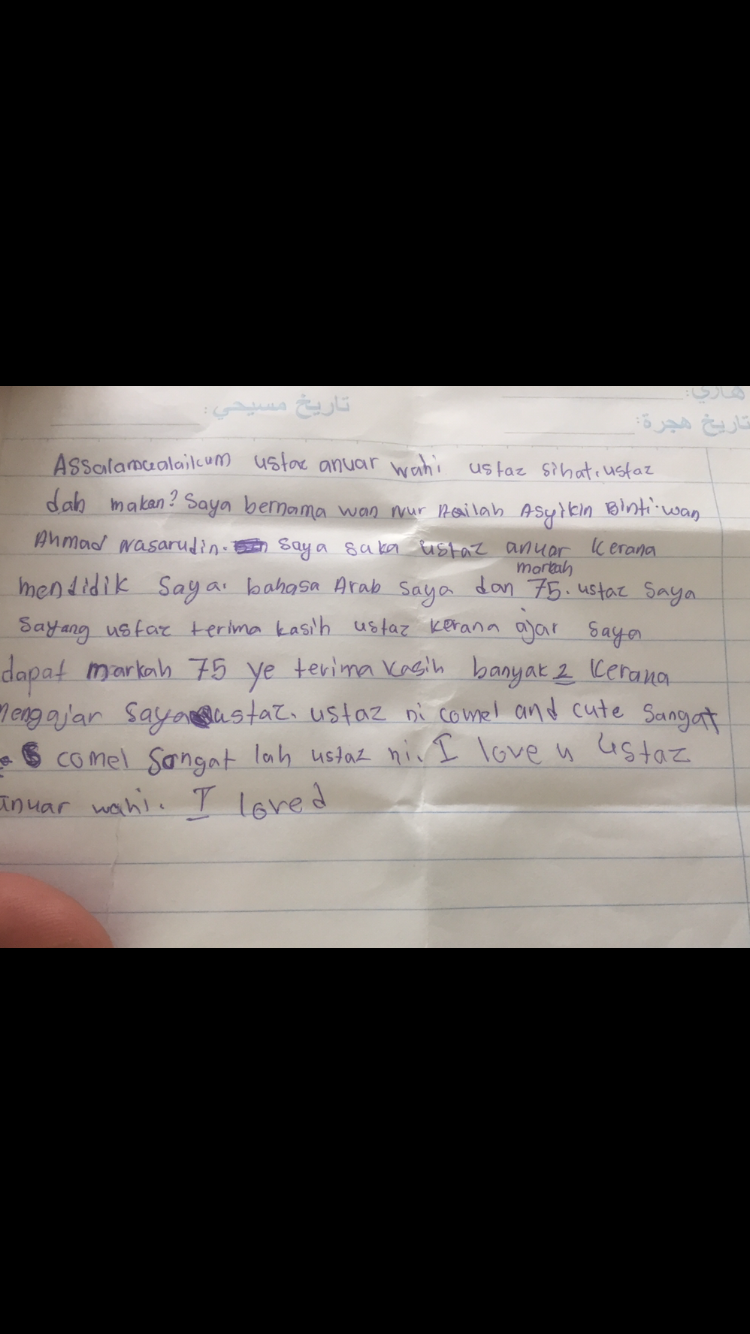 هاري:
تاريخ مسيحي:
تاريخ هجرة:
Assalamualaikum ustaz anuar wahi ustaz sihat. ustaz
dah makan? Saya bernama wan Nur Asyikin Binti wan
Ahmad Nasarudin. saya suka ustaz anuar kerana
markah
mendidik Saya. bahasa Arab saya dan 75. ustaz saya
Sayang ustaz terima kasih ustaz kerana ajar saya
dapat markah 75 ye terima kasih banyak 2 kerana
mengajar saya ustaz. ustaz ni comel and cute sangat
comel Sangat lah ustaz ni. I love u ustaz
anuar wahi. I loved